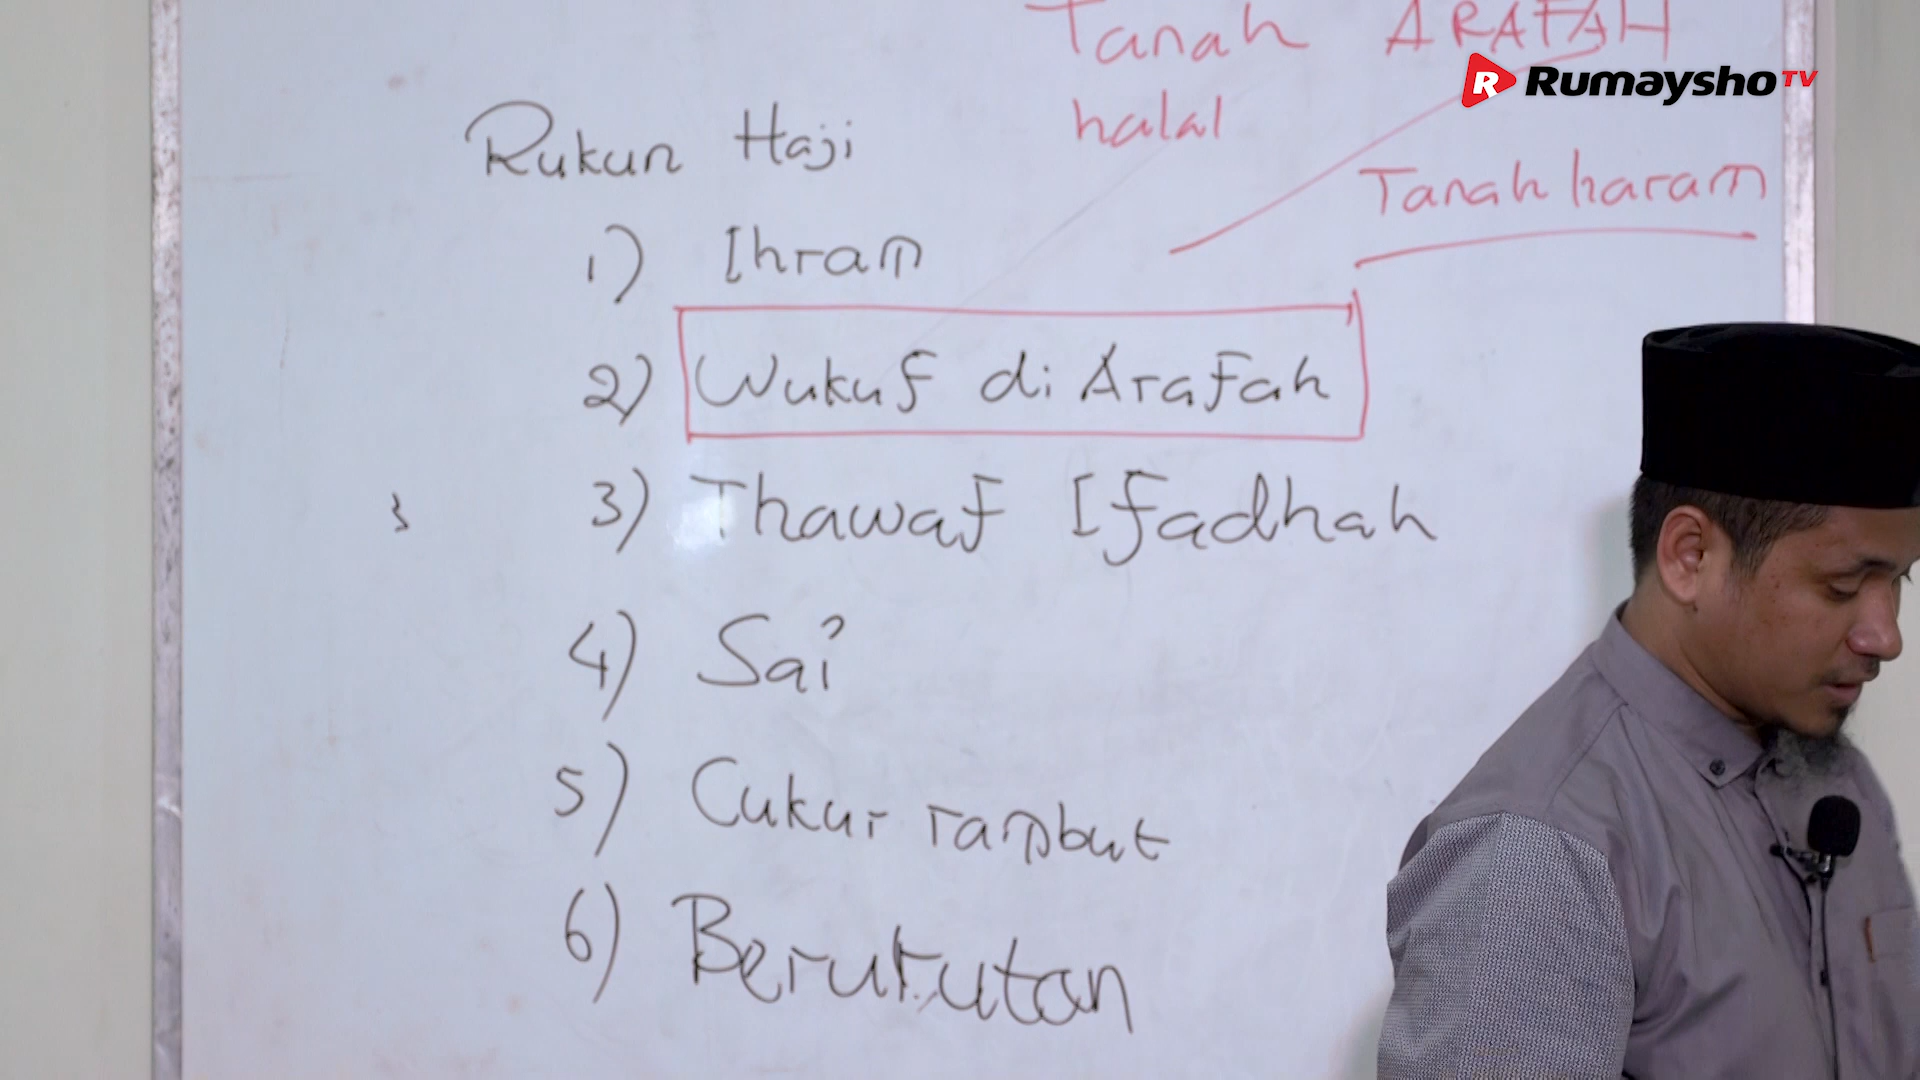 Tanah ARAFAH
RumayshoTV
halal
Tanah haram
Rukun Haji
1) Ihram
2) Wukuf di Arafah
3) Thawaf Ifadhah
4) Sai
5) Cukur rambut
6) Berurutan